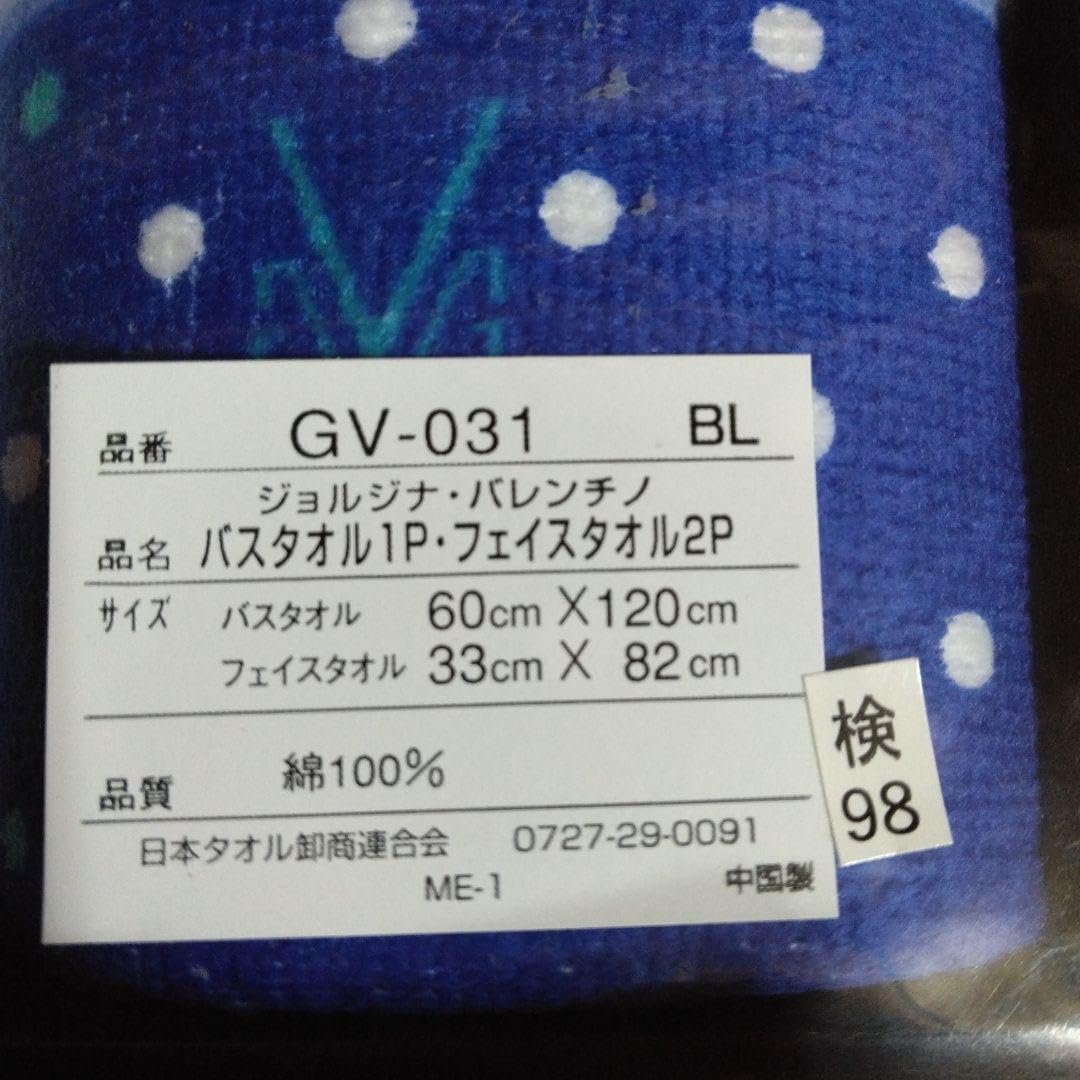 GVG
品番 GV-031 BL
ジョルジナ・バレンチノ
品名 バスタオル1P・フェイスタオル2P
サイズ バスタオル 60cm X120cm
フェイスタオル 33cm X 82cm
品質 綿100%
日本タオル卸商連合会 0727-29-0091
ME-1 中国製
検
98